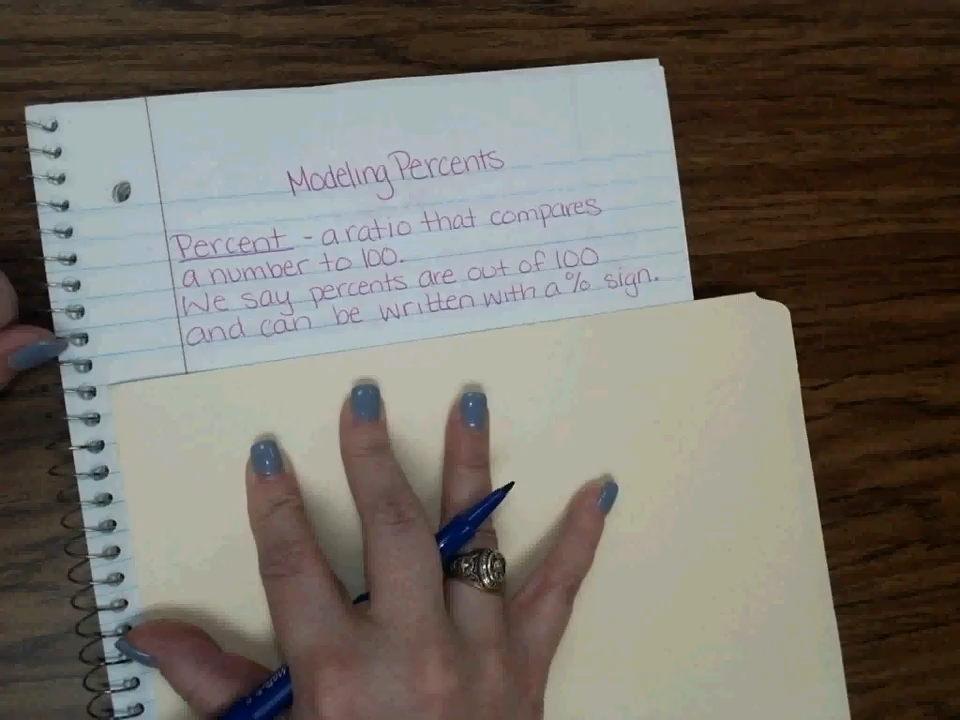 Modeling Percents
Percent - a ratio that compares
a number to 100.
We say percents are out of 100
and can be written with a % sign.